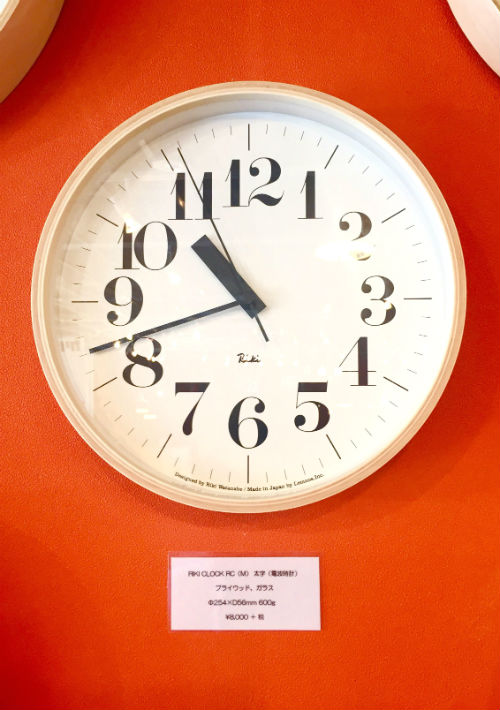 12
1
2
3
4
5
6
7
8
9
10
11
Riki
Designed by Riki Watanabe / Made in Japan by Lemnos Inc.
RIKI CLOCK RC（M） 太字（電波時計）
プライウッド、ガラス
Φ254×D56mm 600g
¥8,000 + 税